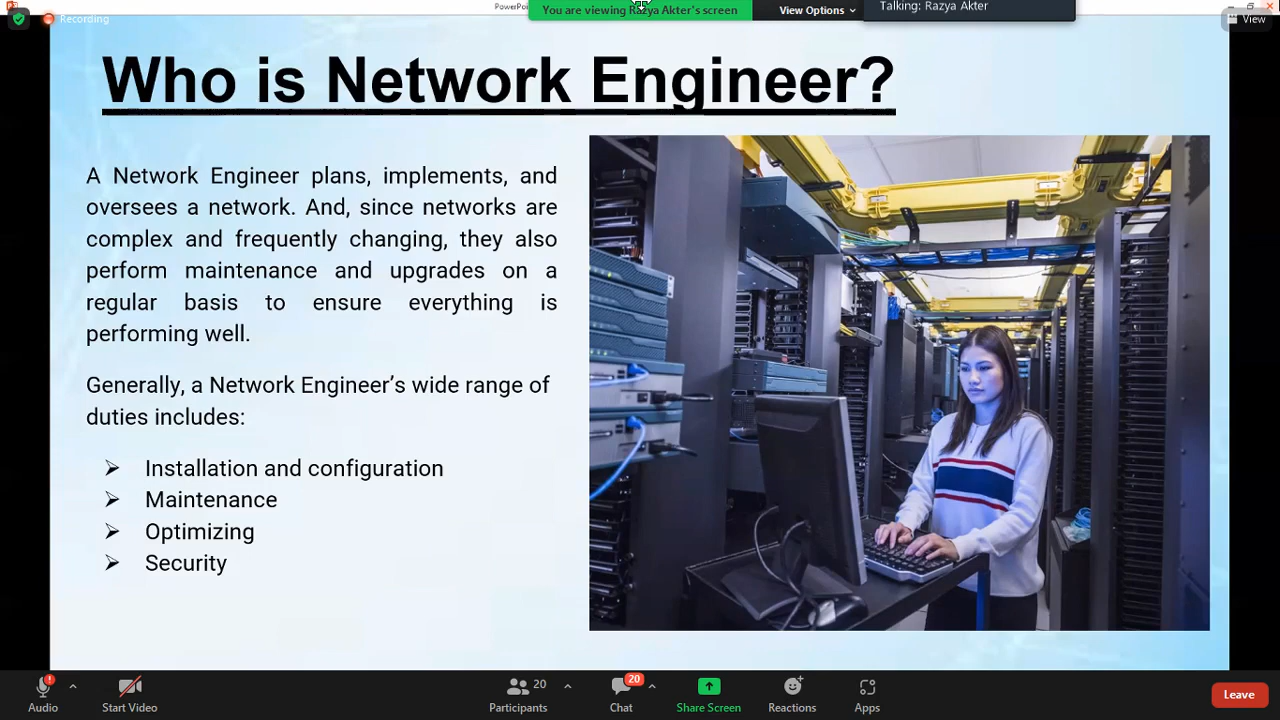 PowerPoi
You are viewing Razya Akter's screen
View Options
Talking: Razya Akter
Recording
View
Who is Network Engineer?
A Network Engineer plans, implements, and
oversees a network. And, since networks are
complex and frequently changing, they also
perform maintenance and upgrades on a
regular basis to ensure everything is
performing well.
Generally, a Network Engineer’s wide range of
duties includes:
➢ Installation and configuration
➢ Maintenance
➢ Optimizing
➢ Security
20
20
Audio
Start Video
Participants
Chat
Share Screen
Reactions
Apps
Leave